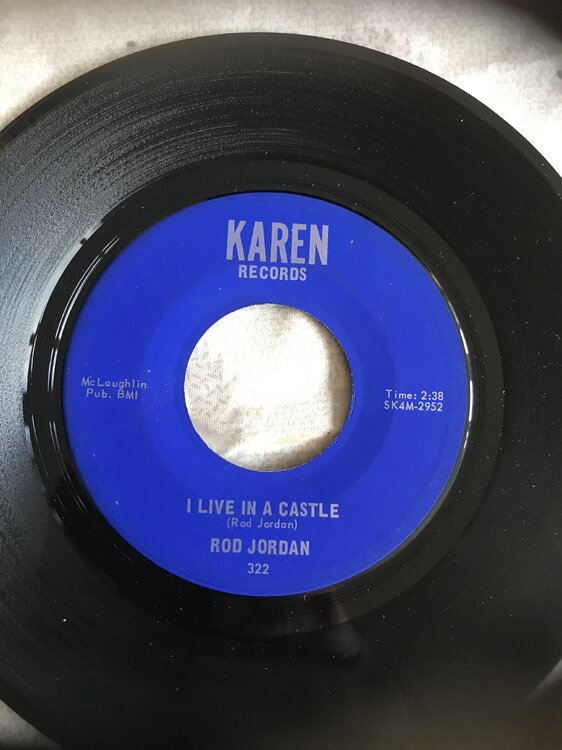 KAREN
RECORDS
McLaughlin
Pub. BMI
Time: 2:38
SK4M-2952
I LIVE IN A CASTLE
(Rod Jordan)
ROD JORDAN
322